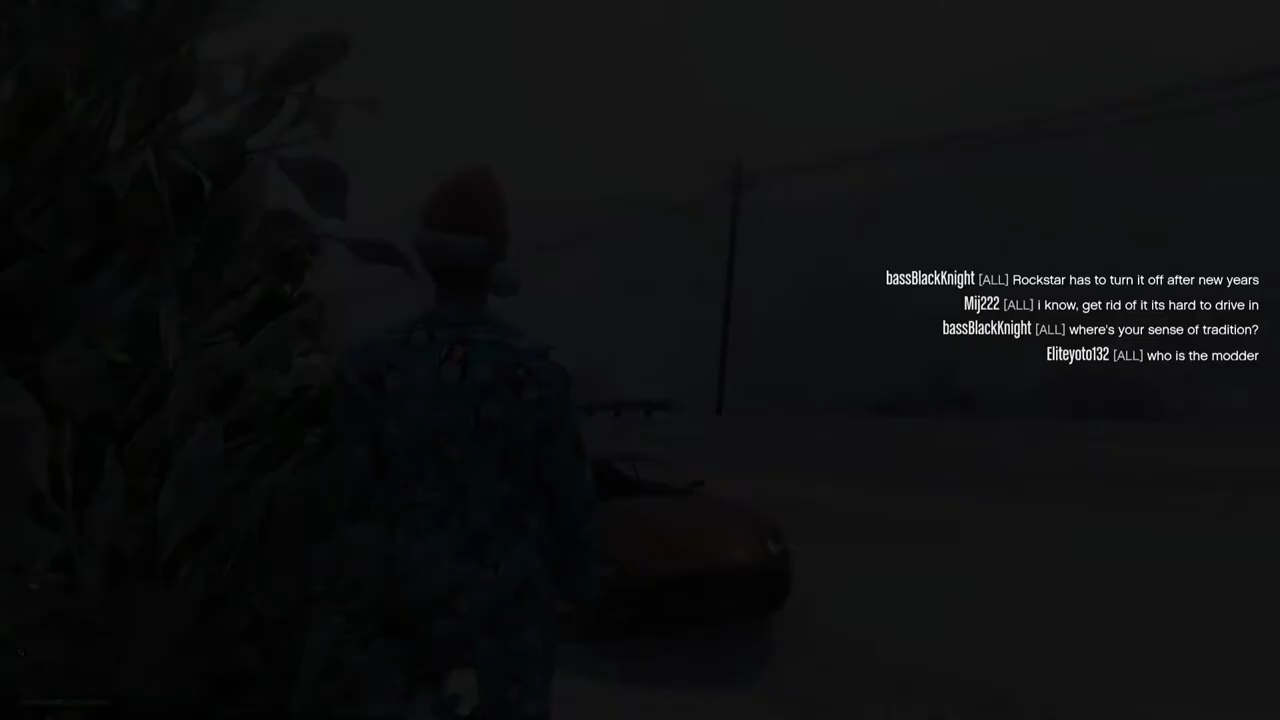 bassBlackKnight [ALL] Rockstar has to turn it off after new years
Mij222 [ALL] i know, get rid of it its hard to drive in
bassBlackKnight [ALL] where's your sense of tradition?
Eliteyoto132 [ALL] who is the modder